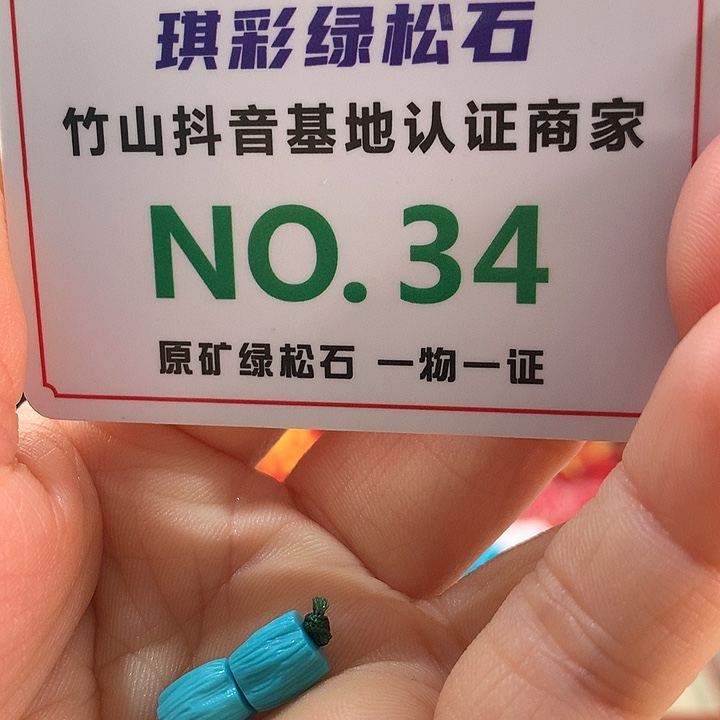 琪彩绿松石
竹山抖音基地认证商家
NO.34
原矿绿松石 一物一证